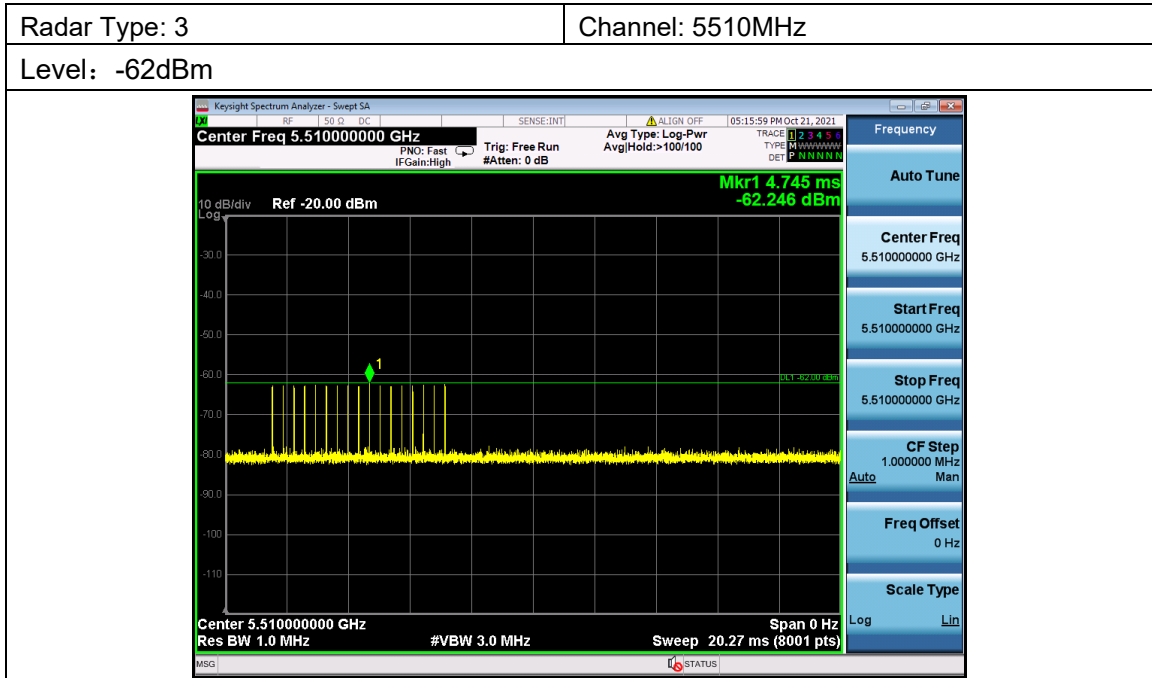 Radar Type: 3
Channel: 5510MHz
Level：-62dBm
Keysight Spectrum Analyzer - Swept SA
LXI RF 50 Ω DC SENSE:INT ALIGN OFF 05:15:59 PM Oct 21, 2021
Center Freq 5.510000000 GHz
PNO: Fast
IFGain:High
Trig: Free Run
#Atten: 0 dB
Avg Type: Log-Pwr
Avg|Hold:>100/100
TRACE 1 2 3 4 5 6
TYPE M WWWWW
DET P N N N N N
Mkr1 4.745 ms
-62.246 dBm
10 dB/div Ref -20.00 dBm
Log
-30.0
-40.0
-50.0
-60.0
-70.0
-80.0
-90.0
-100
-110
1
DL1 -62.00 dBm
Center 5.510000000 GHz
Span 0 Hz
Res BW 1.0 MHz
#VBW 3.0 MHz
Sweep 20.27 ms (8001 pts)
MSG
STATUS
Frequency
Auto Tune
Center Freq
5.510000000 GHz
Start Freq
5.510000000 GHz
Stop Freq
5.510000000 GHz
CF Step
1.000000 MHz
Auto Man
Freq Offset
0 Hz
Scale Type
Log Lin